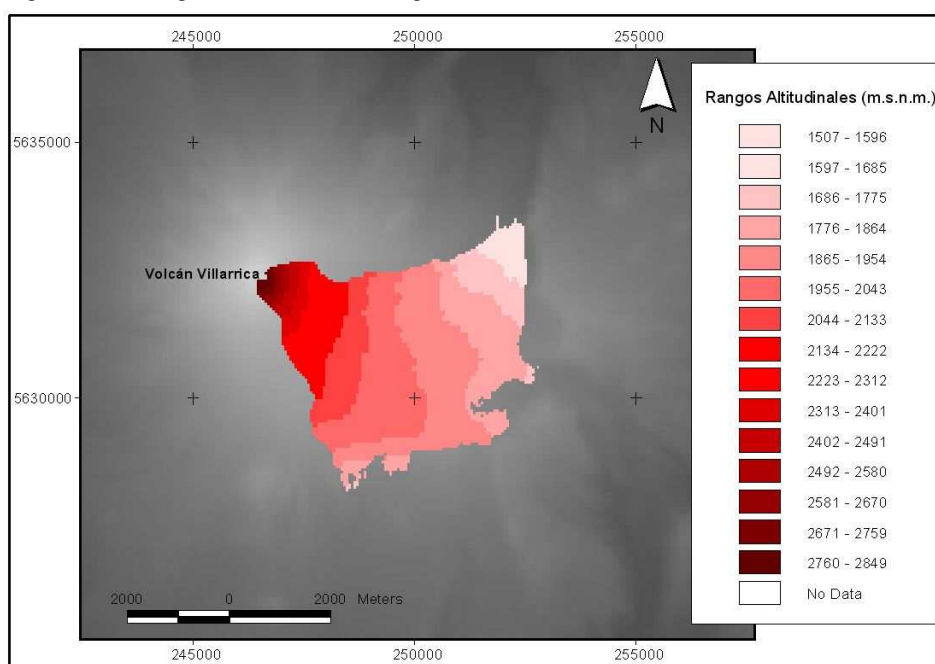 245000 250000 255000
5635000
5630000
Volcán Villarrica
N
2000 0 2000 Meters
245000 250000 255000
Rangos Altitudinales (m.s.n.m.)
1507 - 1596
1597 - 1685
1686 - 1775
1776 - 1864
1865 - 1954
1955 - 2043
2044 - 2133
2134 - 2222
2223 - 2312
2313 - 2401
2402 - 2491
2492 - 2580
2581 - 2670
2671 - 2759
2760 - 2849
No Data